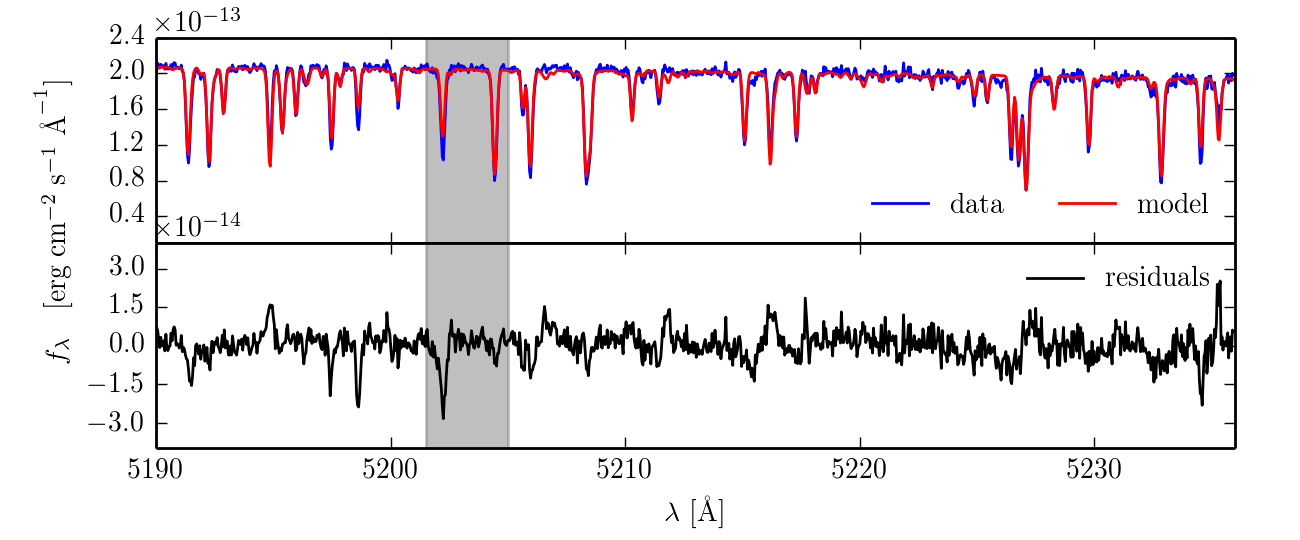 ×10⁻¹³
2.4
2.0
1.6
1.2
0.8
0.4
data model
×10⁻¹⁴
3.0
1.5
0.0
−1.5
−3.0
residuals
f_λ [erg cm⁻² s⁻¹ Å⁻¹]
5190 5200 5210 5220 5230
λ [Å]